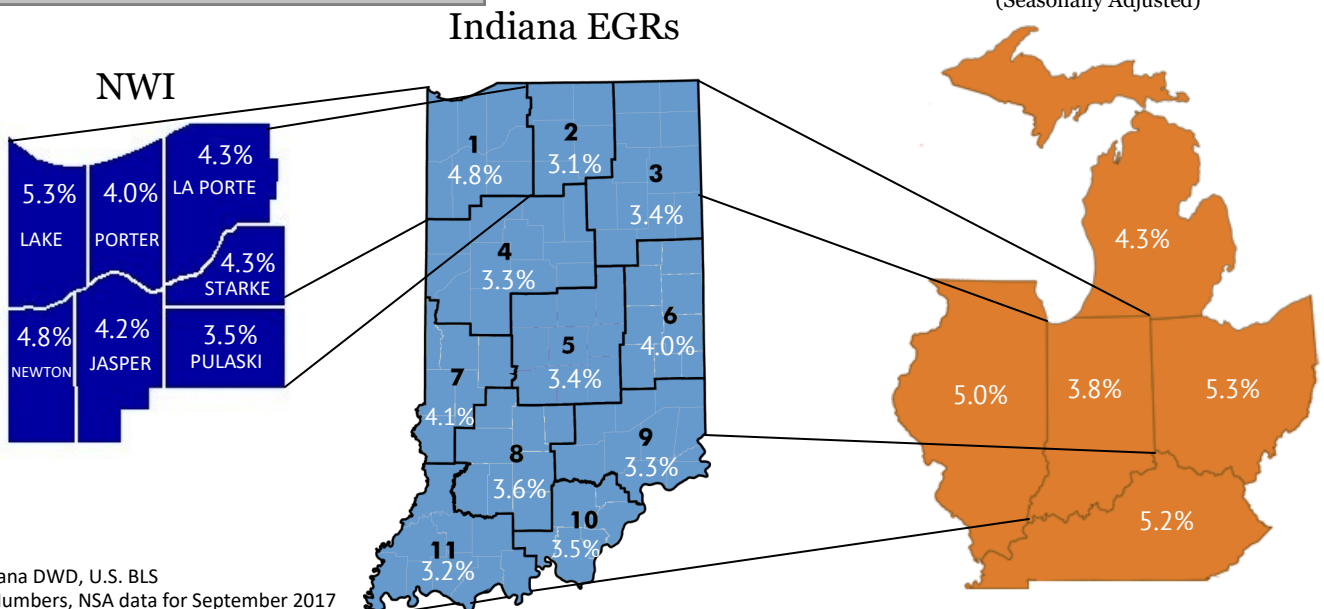 (Seasonally Adjusted)
Indiana EGRs
NWI
5.3%
LAKE
4.0%
PORTER
4.3%
LA PORTE
4.3%
STARKE
4.8%
NEWTON
4.2%
JASPER
3.5%
PULASKI
1
4.8%
2
3.1%
3
3.4%
4
3.3%
5
3.4%
6
4.0%
7
4.1%
8
3.6%
9
3.3%
10
3.5%
11
3.2%
4.3%
5.0%
3.8%
5.3%
5.2%
ana DWD, U.S. BLS
Numbers, NSA data for September 2017